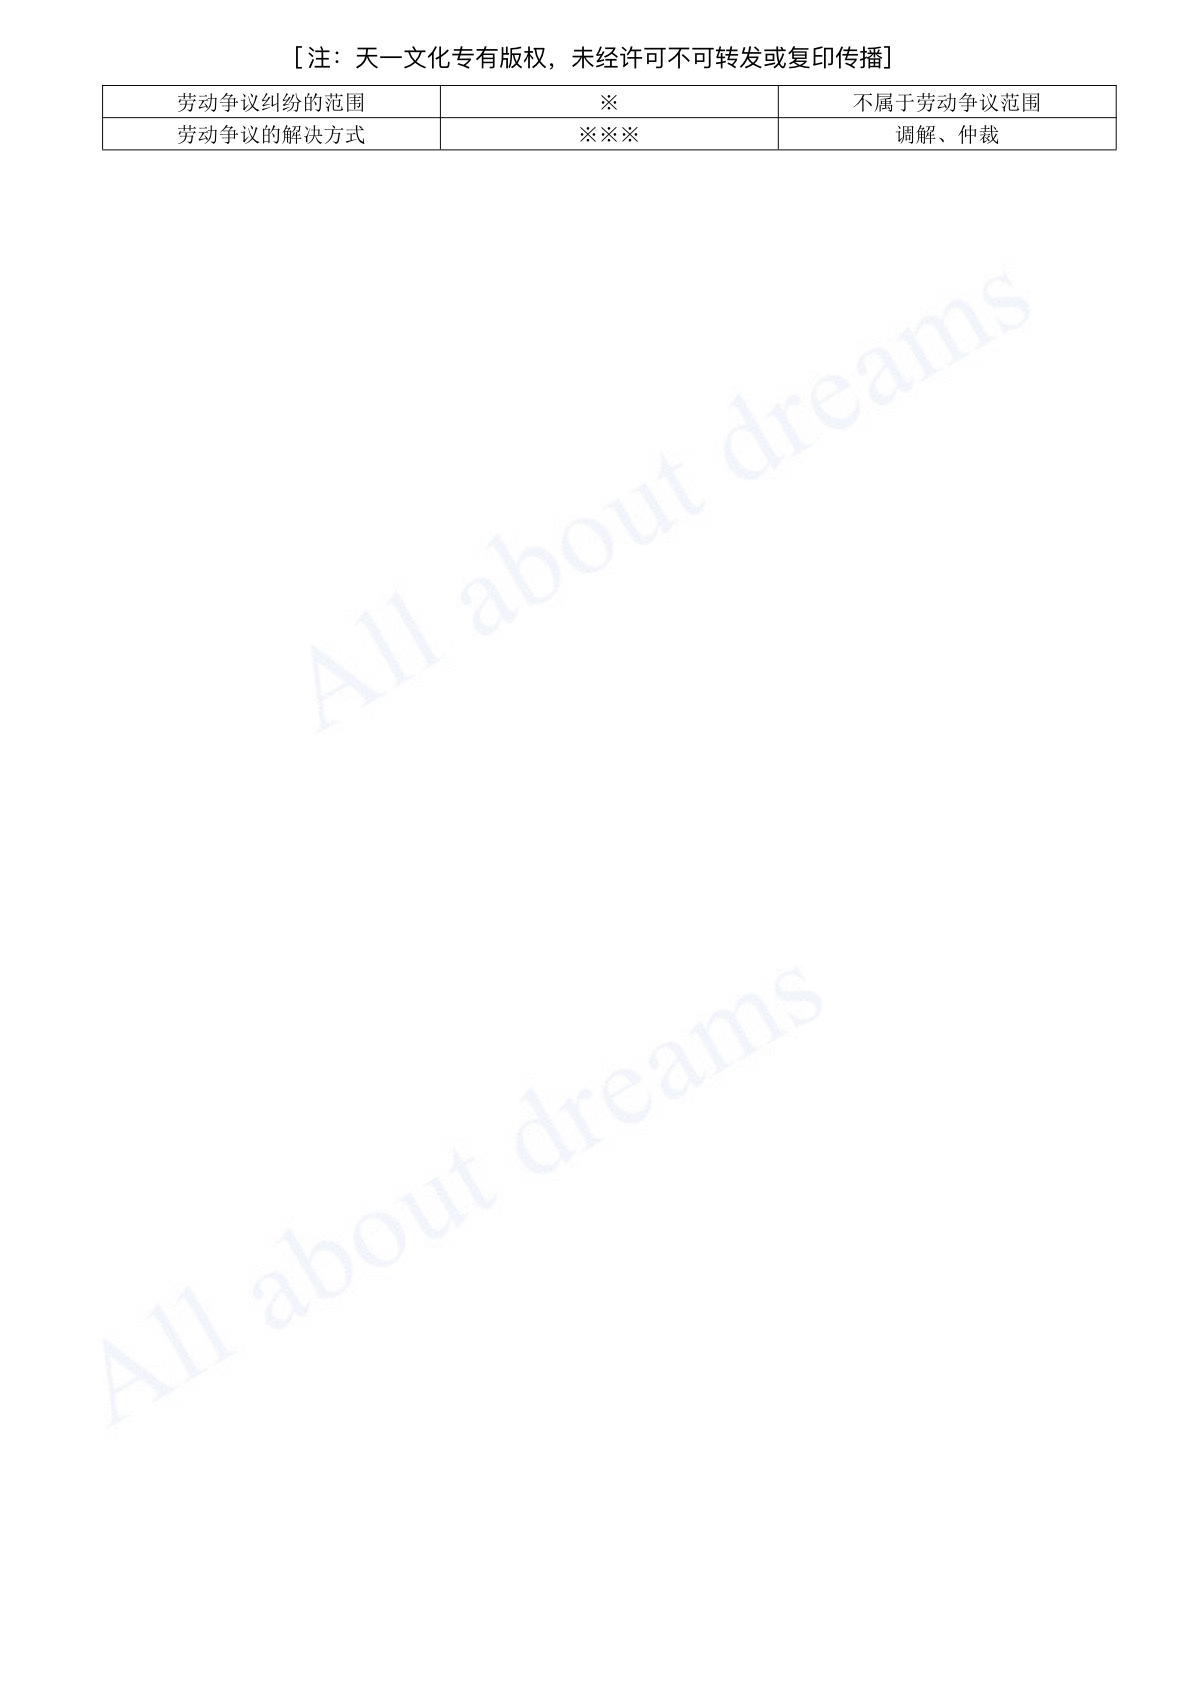 [注：天一文化专有版权，未经许可不可转发或复印传播]
劳动争议纠纷的范围 ※ 不属于劳动争议范围
劳动争议的解决方式 ※※※ 调解、仲裁
All about dreams
All about dreams